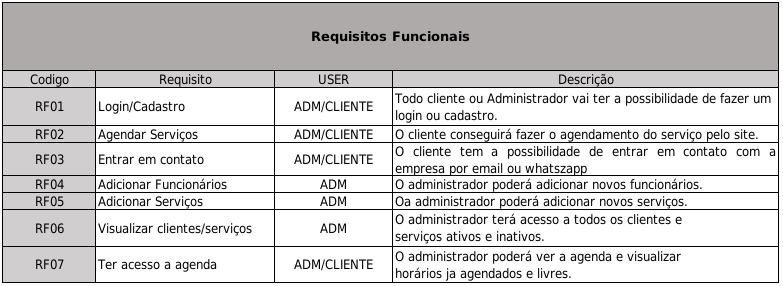 Requisitos Funcionais
Codigo Requisito USER Descrição
RF01 Login/Cadastro ADM/CLIENTE Todo cliente ou Administrador vai ter a possibilidade de fazer um
login ou cadastro.
RF02 Agendar Serviços ADM/CLIENTE O cliente conseguirá fazer o agendamento do serviço pelo site.
RF03 Entrar em contato ADM/CLIENTE O cliente tem a possibilidade de entrar em contato com a
empresa por email ou whatszapp
RF04 Adicionar Funcionários ADM O administrador poderá adicionar novos funcionários.
RF05 Adicionar Serviços ADM Oa administrador poderá adicionar novos serviços.
RF06 Visualizar clientes/serviços ADM O administrador terá acesso a todos os clientes e
serviços ativos e inativos.
RF07 Ter acesso a agenda ADM/CLIENTE O administrador poderá ver a agenda e visualizar
horários ja agendados e livres.